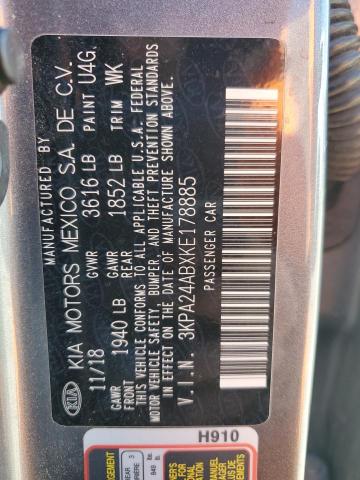 MANUFACTURED BY
KIA KIA MOTORS MEXICO S.A. DE C.V.
11/18 GVWR 3616 LB PAINT U4G.
GAWR FRONT 1940 LB GAWR REAR 1852 LB TRIM WK
THIS VEHICLE CONFORMS TO ALL APPLICABLE U.S.A. FEDERAL
MOTOR VEHICLE SAFETY, BUMPER, AND THEFT PREVENTION STANDARDS
IN EFFECT ON THE DATE OF MANUFACTURE SHOWN ABOVE.
V.I.N. 3KPA24ABXKE178885
PASSENGER CAR
H910